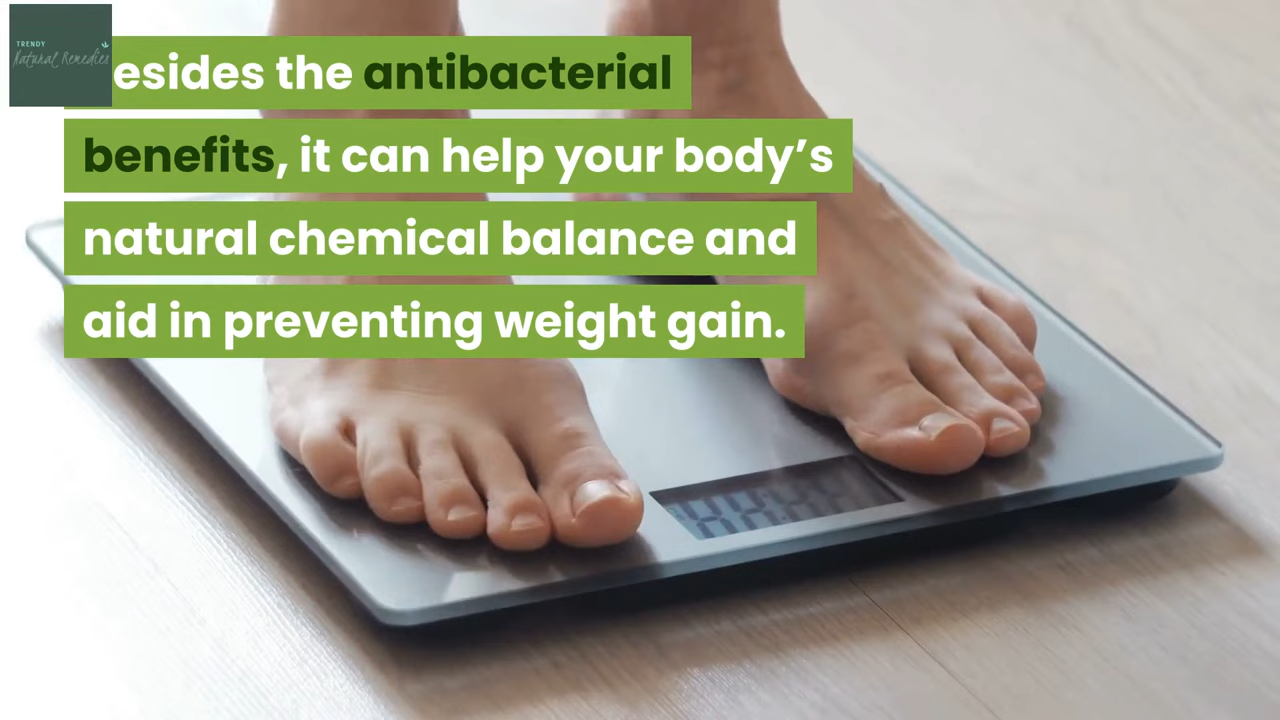 TRENDY
Natural Remedies
esides the antibacterial
benefits, it can help your body’s
natural chemical balance and
aid in preventing weight gain.